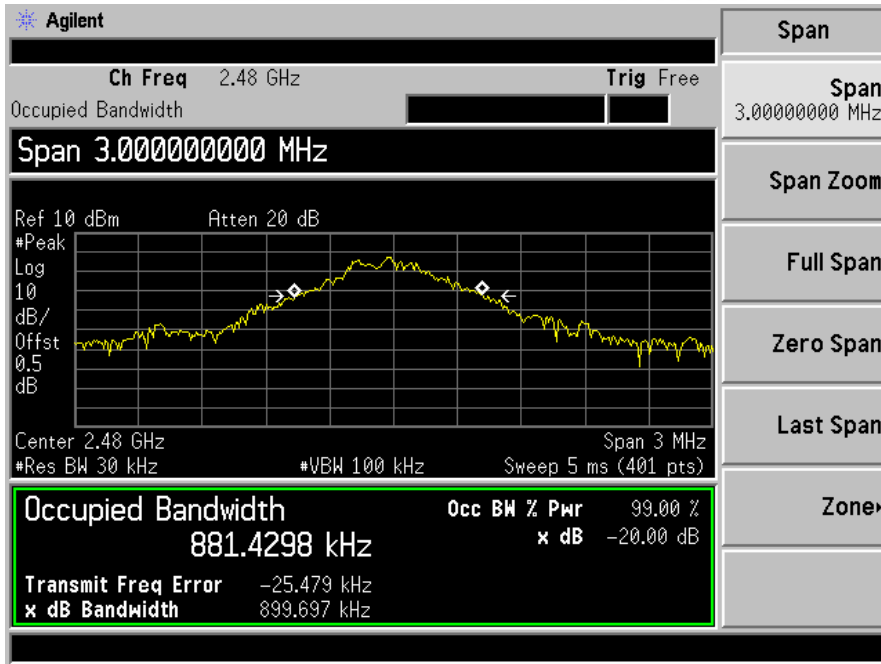 Agilent
Span
Ch Freq 2.48 GHz Trig Free
Occupied Bandwidth
Span 3.000000000 MHz
Ref 10 dBm Atten 20 dB
#Peak
Log
10
dB/
Offst
0.5
dB
Center 2.48 GHz Span 3 MHz
#Res BW 30 kHz #VBW 100 kHz Sweep 5 ms (401 pts)
Occupied Bandwidth
881.4298 kHz
Occ BW % Pwr 99.00 %
x dB -20.00 dB
Transmit Freq Error -25.479 kHz
x dB Bandwidth 899.697 kHz
Span
3.00000000 MHz
Span Zoom
Full Span
Zero Span
Last Span
Zone